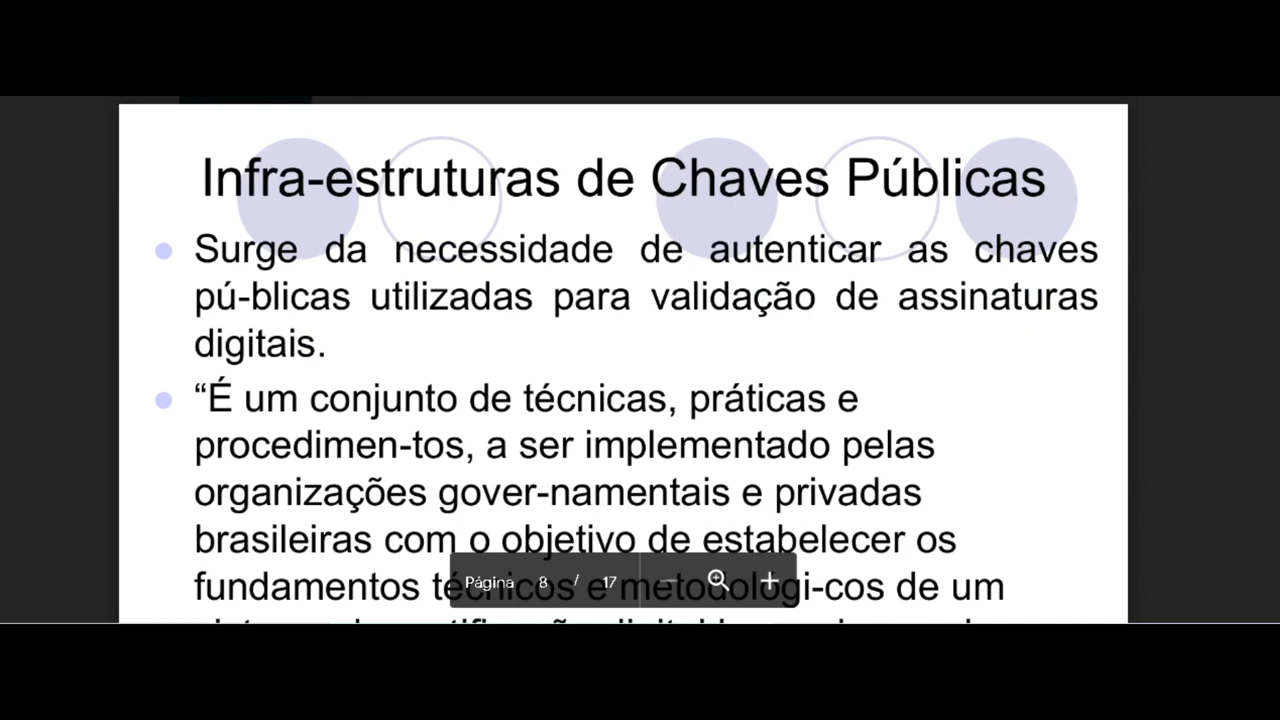 Infra-estruturas de Chaves Públicas
Surge da necessidade de autenticar as chaves
pú-blicas utilizadas para validação de assinaturas
digitais.
“É um conjunto de técnicas, práticas e
procedimen-tos, a ser implementado pelas
organizações gover-namentais e privadas
brasileiras com o objetivo de estabelecer os
fundamentos técnicos e metodológi-cos de um
Página 8 / 17